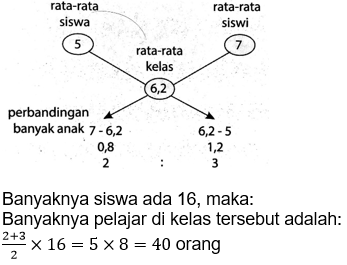 rata-rata rata-rata
siswa siswi
5 rata-rata 7
kelas
6,2
perbandingan
banyak anak 7 - 6,2 6,2 - 5
0,8 1,2
2 : 3
Banyaknya siswa ada 16, maka:
Banyaknya pelajar di kelas tersebut adalah:
\frac{2+3}{2} × 16 = 5 × 8 = 40 orang